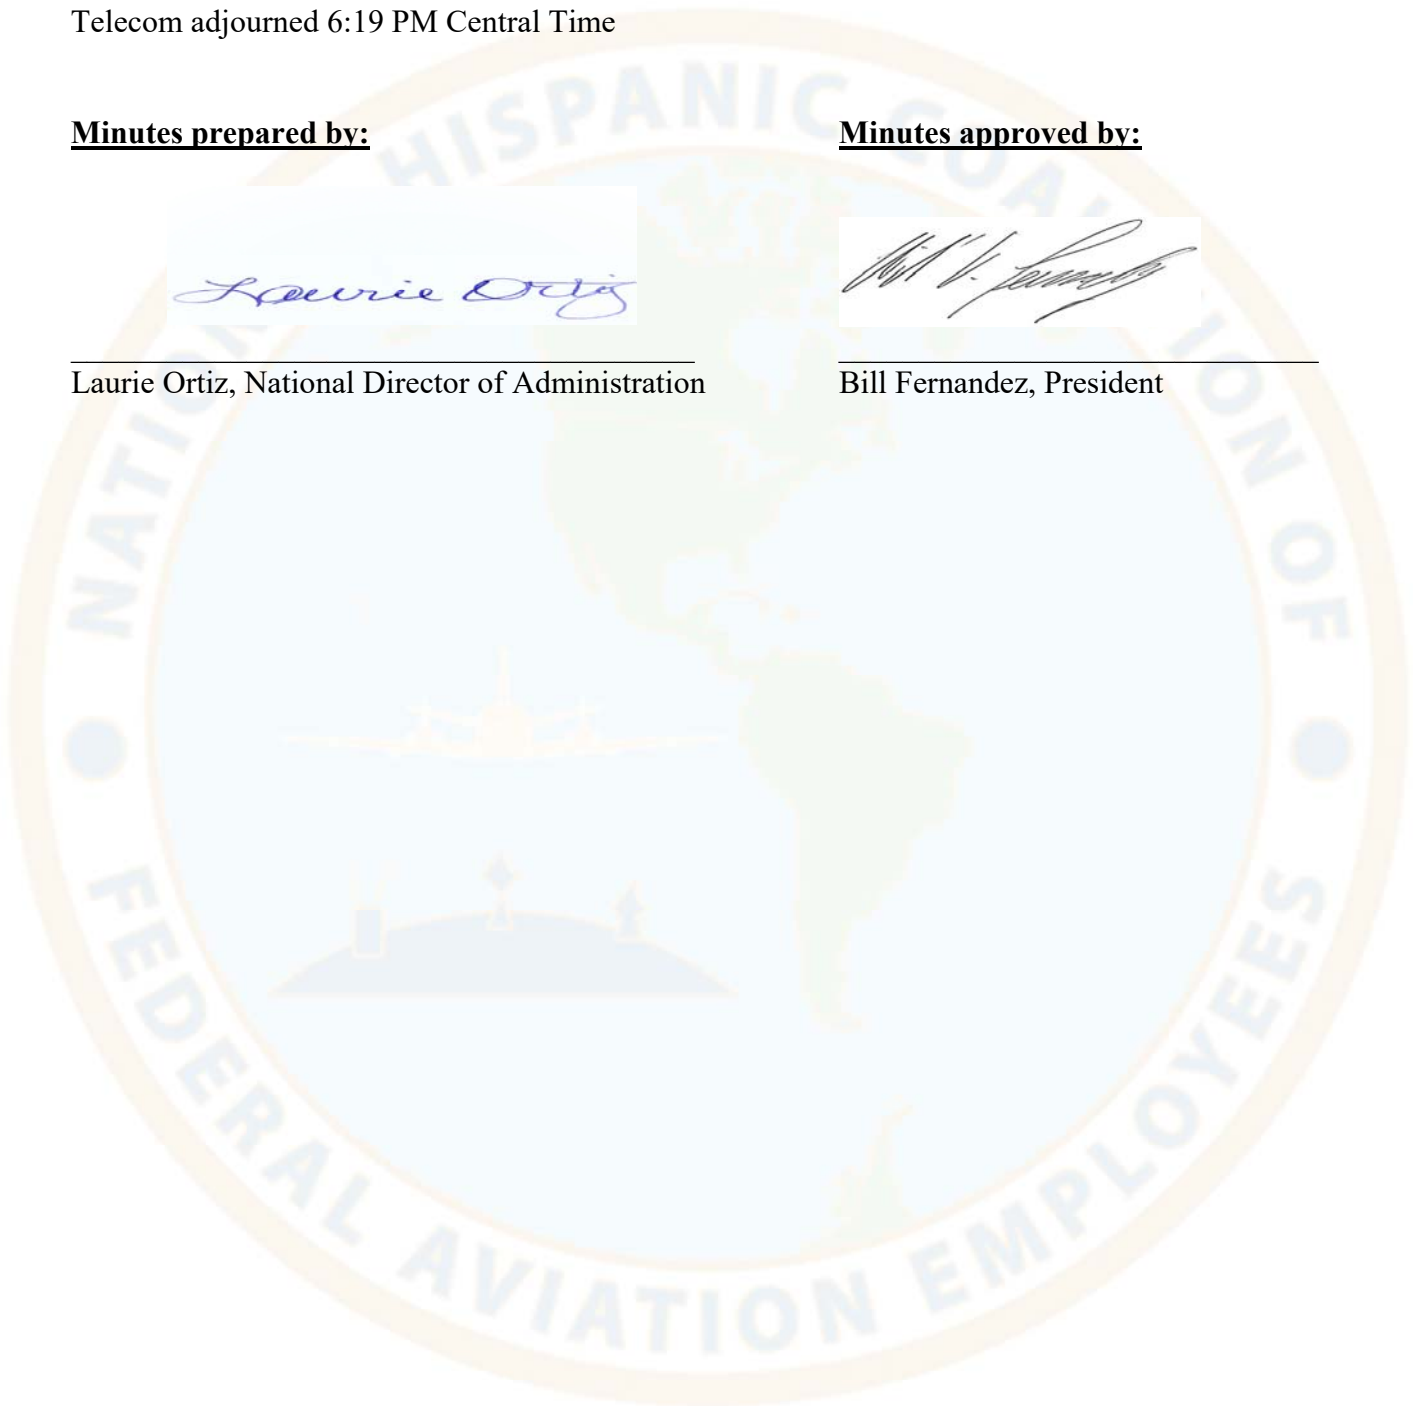 Telecom adjourned 6:19 PM Central Time
Minutes prepared by:
Minutes approved by:
Laurie Ortiz
Laurie Ortiz, National Director of Administration
Bill Fernandez, President
NATIONAL HISPANIC COALITION OF
FEDERAL AVIATION EMPLOYEES